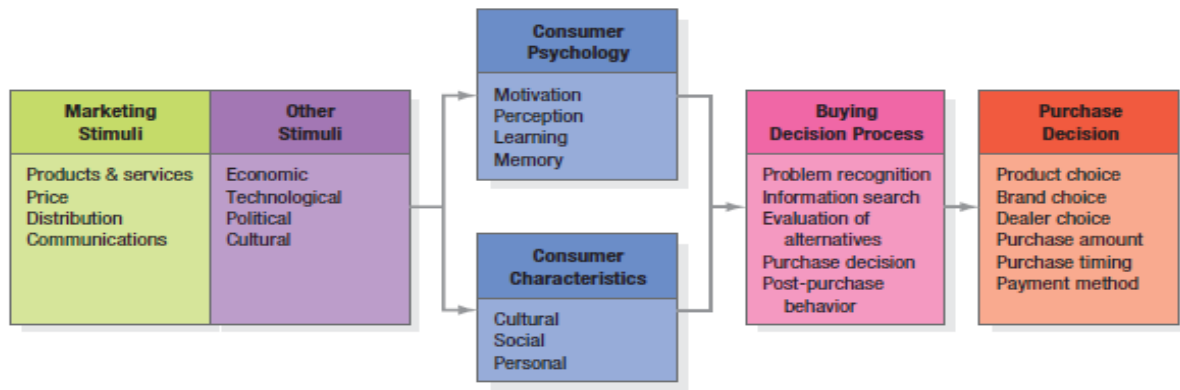 Marketing
Stimuli
Products & services
Price
Distribution
Communications
Other
Stimuli
Economic
Technological
Political
Cultural
Consumer
Psychology
Motivation
Perception
Learning
Memory
Consumer
Characteristics
Cultural
Social
Personal
Buying
Decision Process
Problem recognition
Information search
Evaluation of
alternatives
Purchase decision
Post-purchase
behavior
Purchase
Decision
Product choice
Brand choice
Dealer choice
Purchase amount
Purchase timing
Payment method